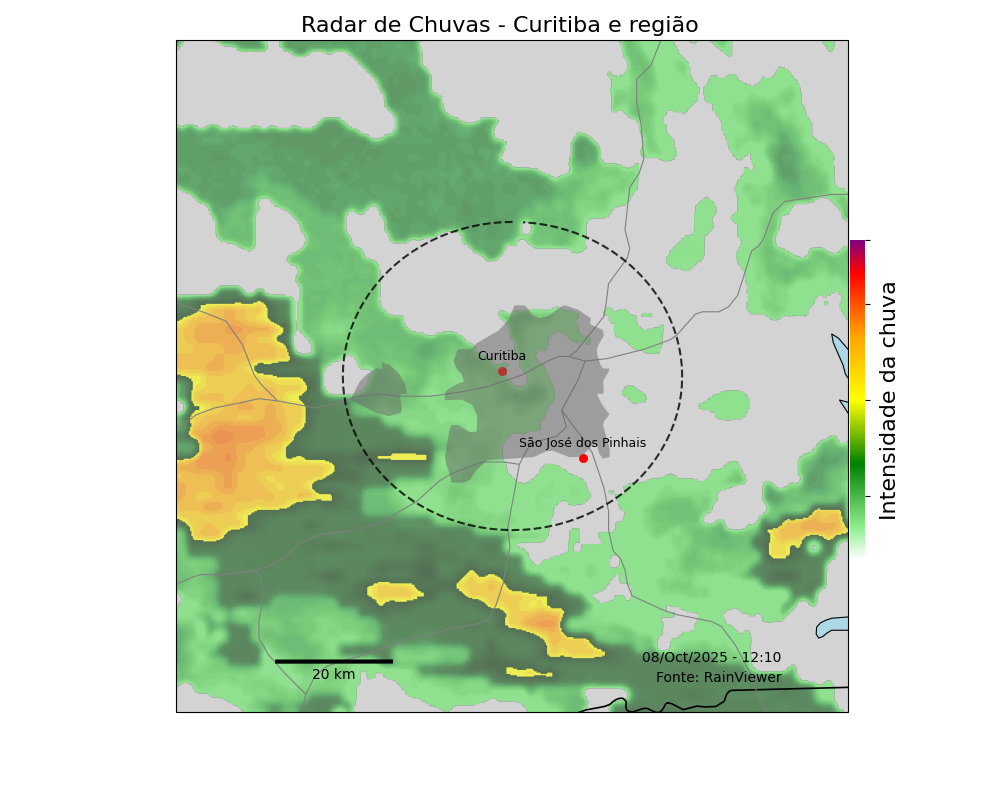 Radar de Chuvas - Curitiba e região
Curitiba
São José dos Pinhais
Intensidade da chuva
08/Oct/2025 - 12:10
Fonte: RainViewer
20 km